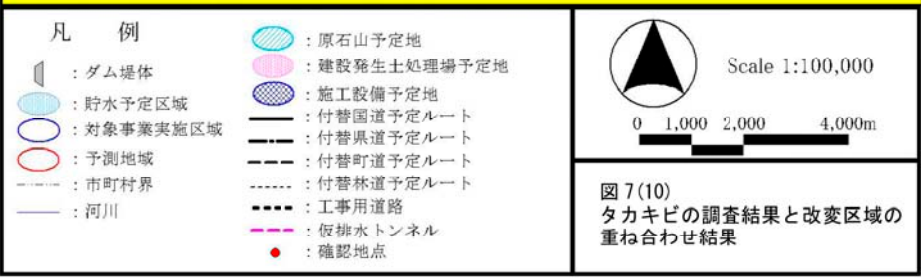 凡 例
: ダム堤体
: 貯水予定区域
: 対象事業実施区域
: 予測地域
: 市町村界
: 河川
: 原石山予定地
: 建設発生土処理場予定地
: 施工設備予定地
: 付替国道予定ルート
: 付替県道予定ルート
: 付替町道予定ルート
: 付替林道予定ルート
: 工事用道路
: 仮排水トンネル
: 確認地点
Scale 1:100,000
0 1,000 2,000 4,000m
図 7(10)
タカキビの調査結果と改変区域の
重ね合わせ結果